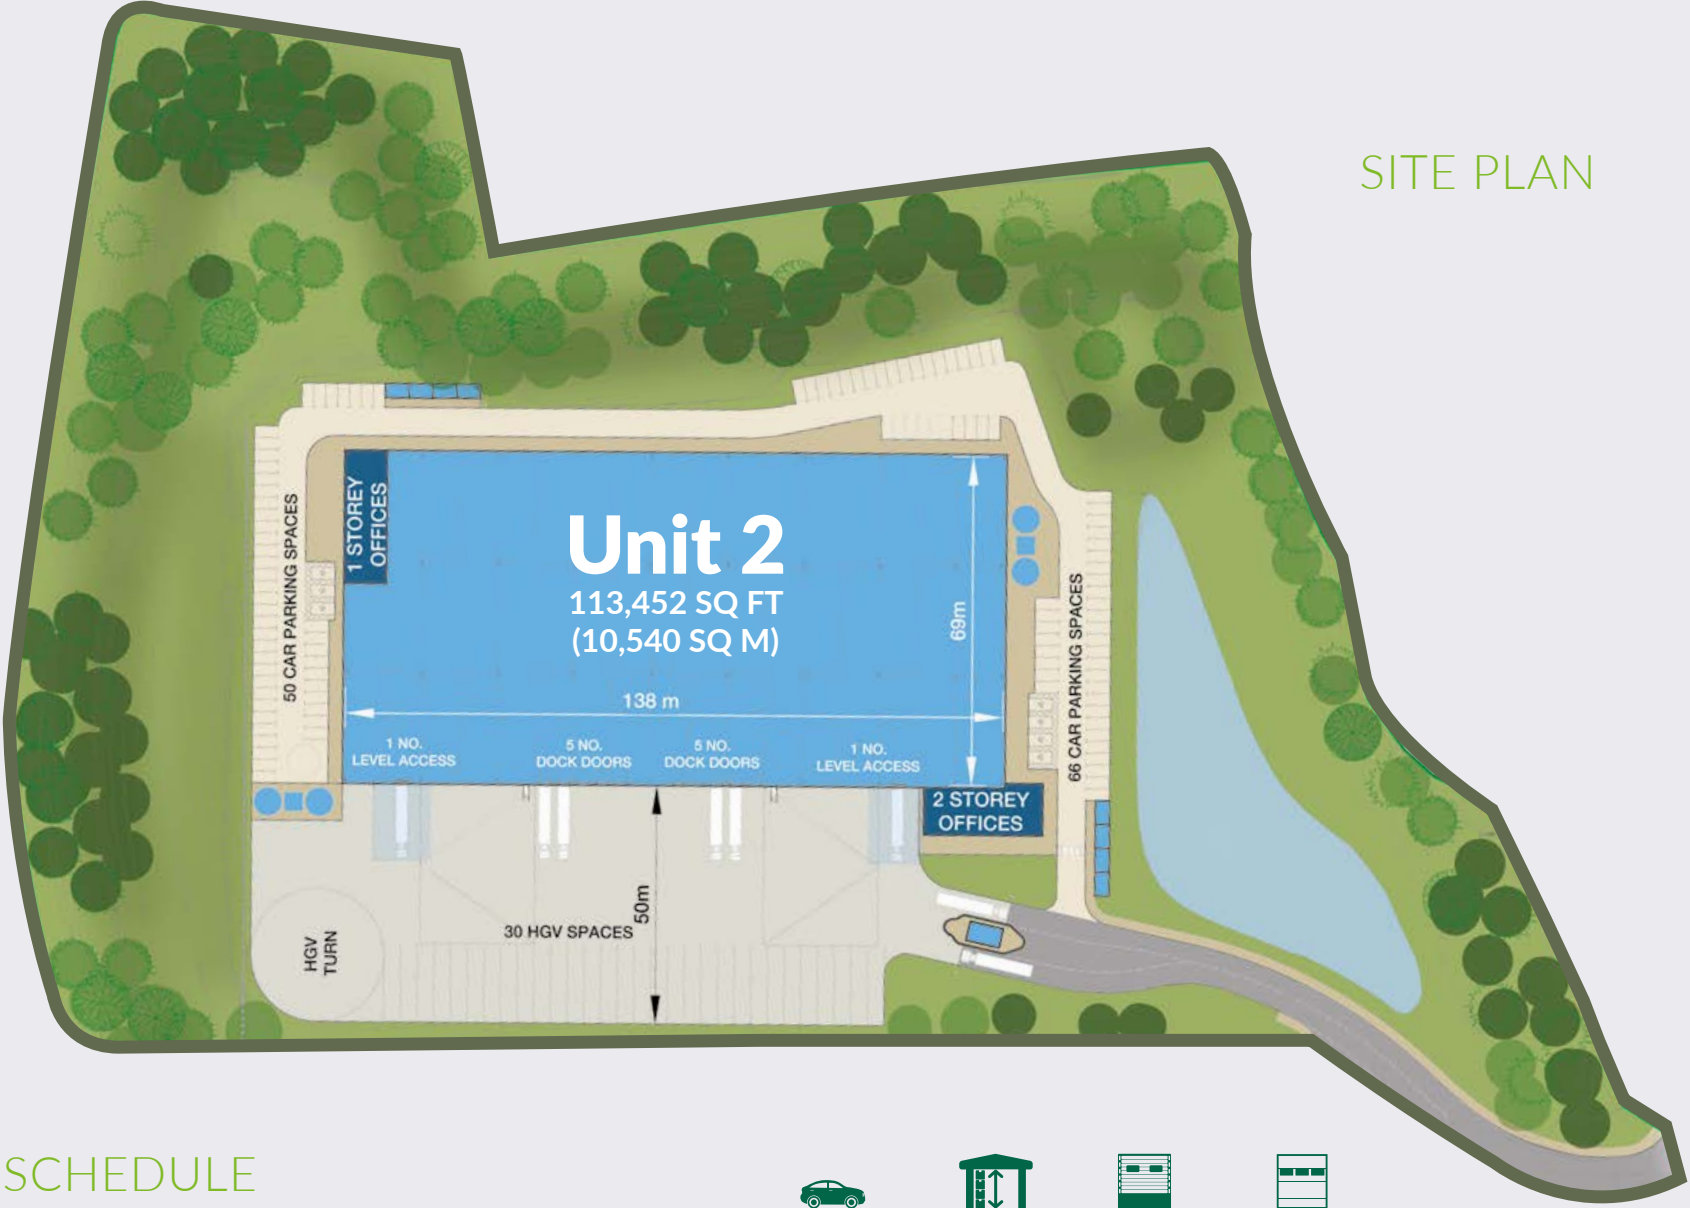 SITE PLAN
1 STOREY
OFFICES
Unit 2
113,452 SQ FT
(10,540 SQ M)
50 CAR PARKING SPACES
69m
66 CAR PARKING SPACES
138 m
1 NO.
LEVEL ACCESS
5 NO.
DOCK DOORS
5 NO.
DOCK DOORS
1 NO.
LEVEL ACCESS
2 STOREY
OFFICES
50m
30 HGV SPACES
HGV
TURN
SCHEDULE